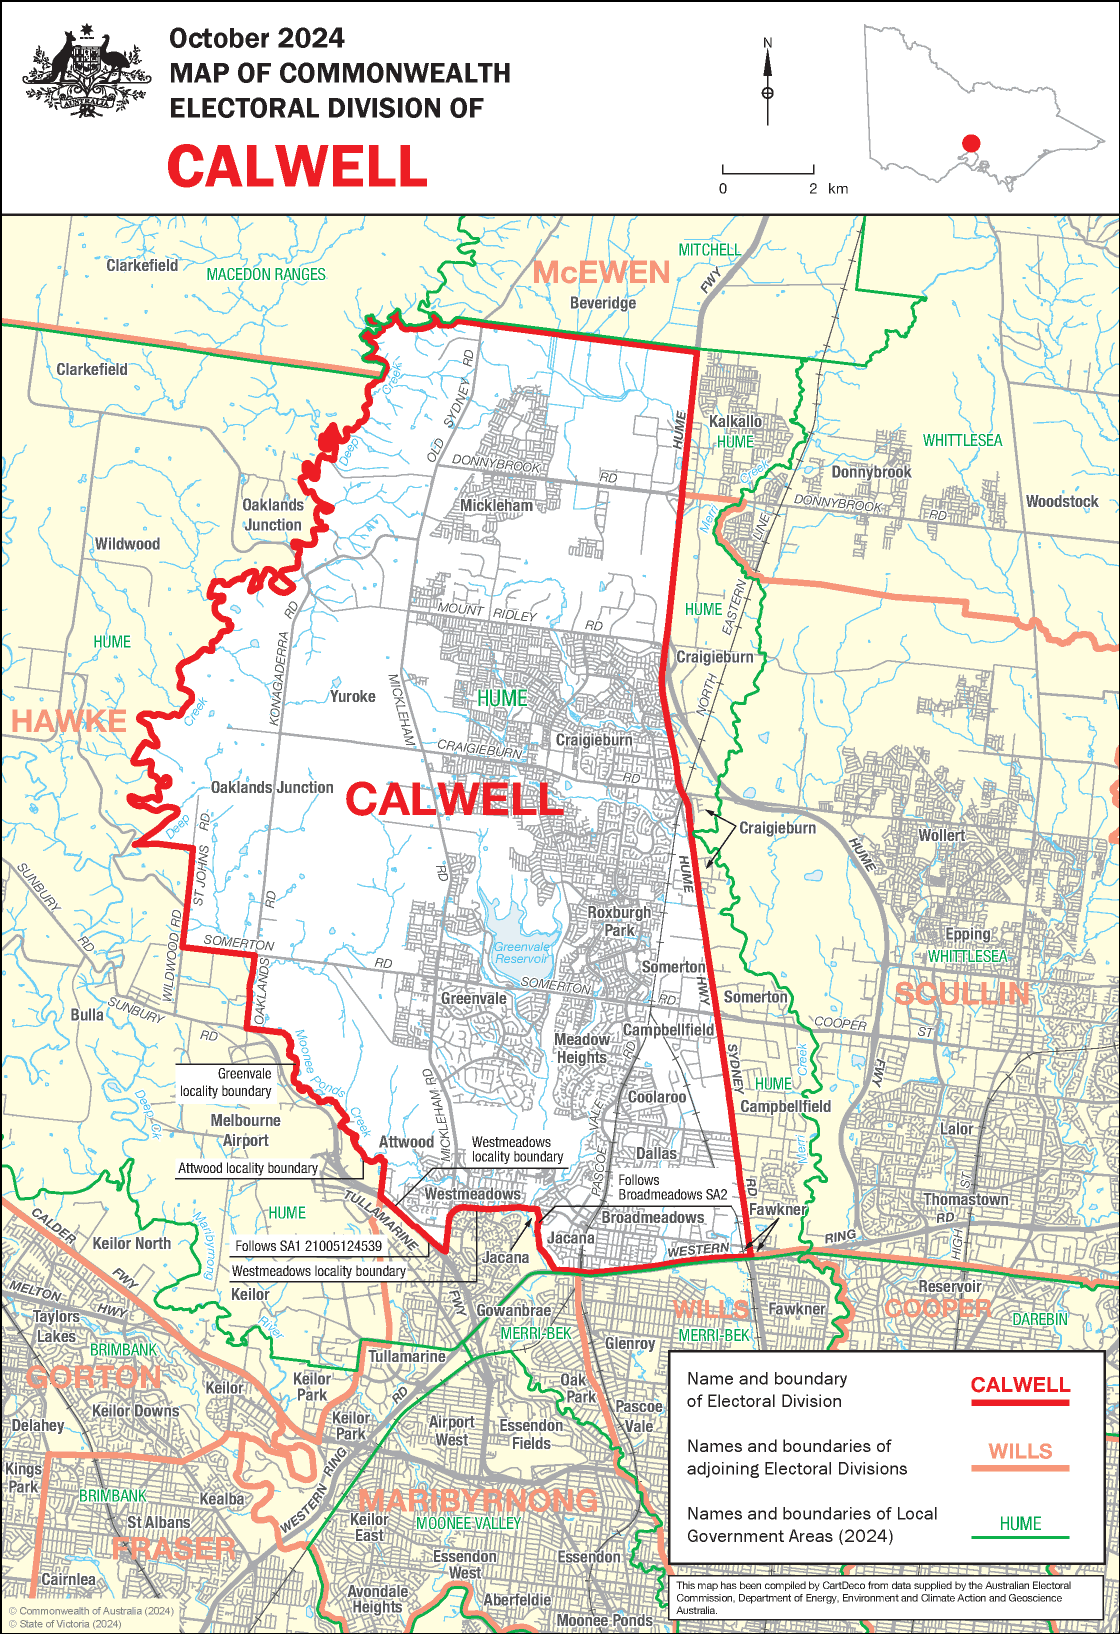 October 2024
MAP OF COMMONWEALTH
ELECTORAL DIVISION OF
CALWELL
AUSTRALIA
N
0 2 km
Clarkefield
MACEDON RANGES
McEWEN
MITCHELL
Beveridge
FWY
Clarkefield
Creek
OLD SYDNEY RD
HUME
Kalkallo
HUME
WHITTLESEA
Deep
DONNYBROOK RD
Creek
Donnybrook
Oaklands
Junction
Mickleham
Merri
DONNYBROOK RD
Woodstock
LINE
Wildwood
EASTERN
NORTH
HUME
KONAGADERRA RD
MOUNT RIDLEY RD
HUME
Craigieburn
HAWKE
Creek
Yuroke
MICKLEHAM
RD
HUME
Craigieburn
CRAIGIEBURN RD
Oaklands Junction
CALWELL
Deep
ST JOHNS RD
RD
Craigieburn
HUME
Wollert
HUME
SUNBURY RD
WILDWOOD RD
Roxburgh
Park
Epping
WHITTLESEA
SOMERTON RD
Greenvale
Reservoir
OAKLANDS
Somerton
HWY
SCULLIN
SUNBURY RD
Bulla
Greenvale
SOMERTON RD
Somerton
COOPER ST
Campbellfield
Moonee Ponds
Creek
Meadow
Heights
RD
SYDNEY
Creek
FWY
Greenvale
locality boundary
HUME
Coolaroo
Campbellfield
Deep
Melbourne
Airport
MICKLEHAM RD
PASCOE VALE
Attwood
Westmeadows
locality boundary
Dallas
Merri
Lalor
Attwood locality boundary
Follows
Broadmeadows SA2
RD
ST
Thomastown
Westmeadows
TULLAMARINE
HUME
Broadmeadows
Fawkner
RD
CALDER
Keilor North
Maribyrnong
Follows SA1 21005124539
Jacana
Jacana
WESTERN
RING
HIGH
Westmeadows locality boundary
FWY
MELTON HWY
Keilor
River
FWY
Gowanbrae
MERRI-BEK
WILLS
MERRI-BEK
Fawkner
Reservoir
COOPER
DAREBIN
Taylors
Lakes
BRIMBANK
GORTON
Tullamarine
Glenroy
Keilor
Keilor
Park
RD
Oak
Park
Pascoe
Vale
Keilor Downs
Delahey
Keilor
Park
Airport
West
Essendon
Fields
RING
Kings
Park
BRIMBANK
Kealba
WESTERN
MARIBYRNONG
MOONEE VALLEY
St Albans
FRASER
Keilor
East
Essendon
West
Essendon
Cairnlea
Avondale
Heights
Aberfeldie
Moonee Ponds
Name and boundary
of Electoral Division
CALWELL
Names and boundaries of
adjoining Electoral Divisions
WILLS
Names and boundaries of Local
Government Areas (2024)
HUME
This map has been compiled by CartDeco from data supplied by the Australian Electoral
Commission, Department of Energy, Environment and Climate Action and Geoscience
Australia.
© Commonwealth of Australia (2024)
© State of Victoria (2024)